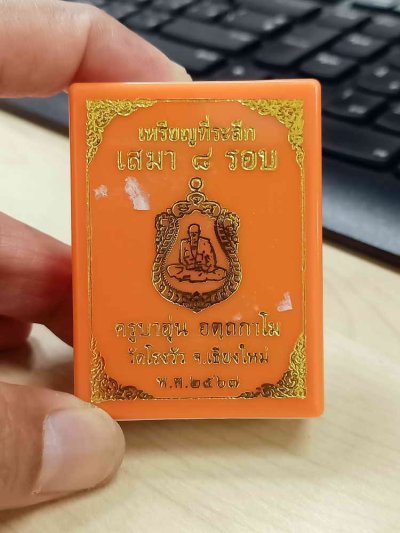 เหรียญที่ระลึก
เสมา ๘ รอบ
ครูบาอุ่น อตฺถกาโม
วัดโรงวัว จ.เชียงใหม่
พ.ศ.๒๕๖๗